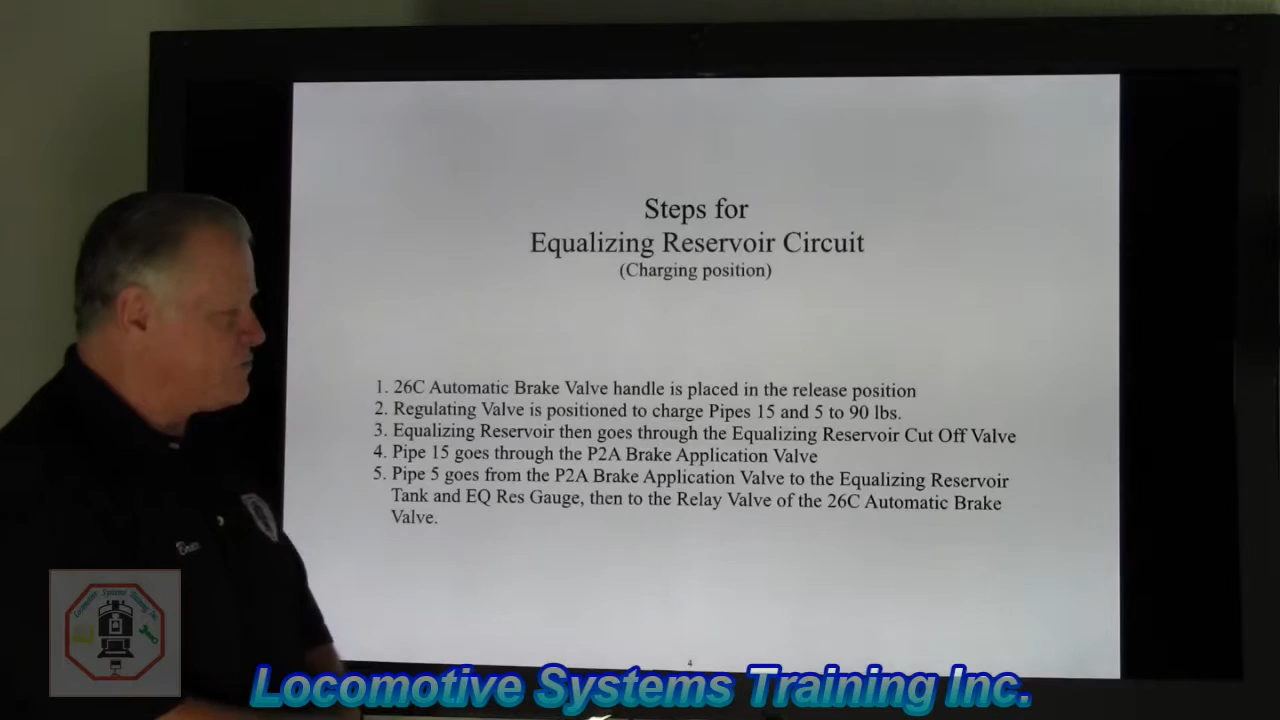 Steps for
Equalizing Reservoir Circuit
(Charging position)
1. 26C Automatic Brake Valve handle is placed in the release position
2. Regulating Valve is positioned to charge Pipes 15 and 5 to 90 lbs.
3. Equalizing Reservoir then goes through the Equalizing Reservoir Cut Off Valve
4. Pipe 15 goes through the P2A Brake Application Valve
5. Pipe 5 goes from the P2A Brake Application Valve to the Equalizing Reservoir
Tank and EQ Res Gauge, then to the Relay Valve of the 26C Automatic Brake
Valve.
4
Locomotive Systems Training Inc.
Locomotive Systems Training Inc.